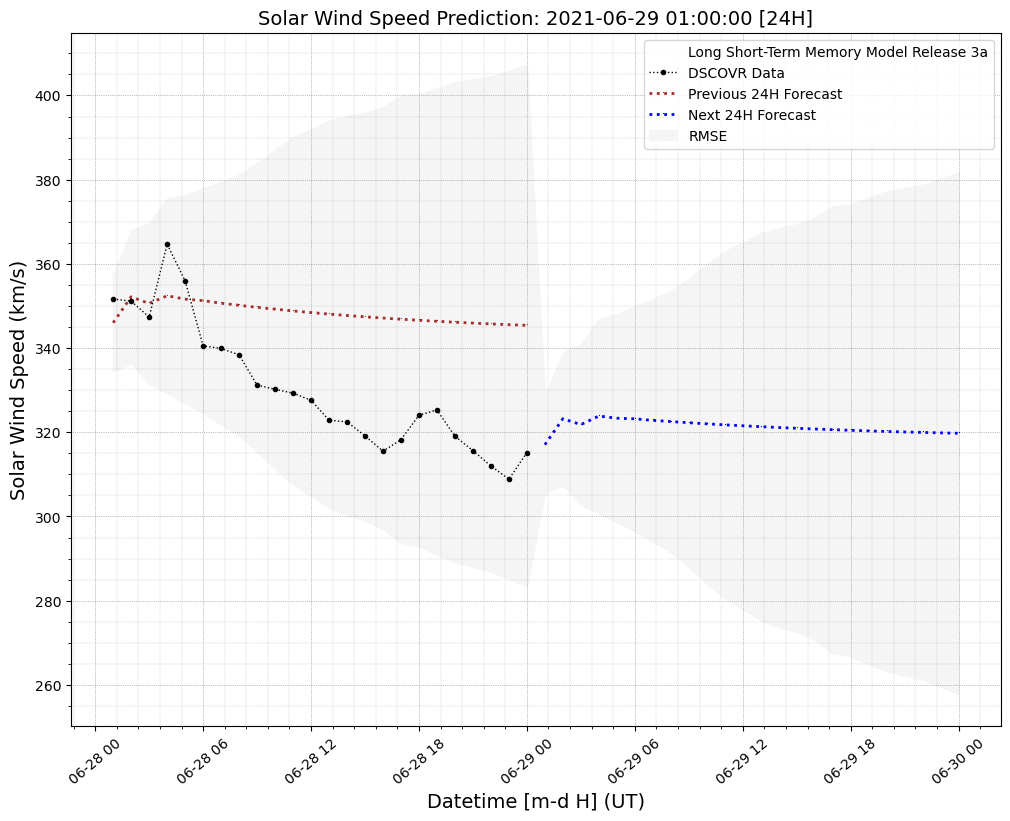 Solar Wind Speed Prediction: 2021-06-29 01:00:00 [24H]
Long Short-Term Memory Model Release 3a
DSCOVR Data
Previous 24H Forecast
Next 24H Forecast
RMSE
Solar Wind Speed (km/s)
400
380
360
340
320
300
280
260
06-28 00
06-28 06
06-28 12
06-28 18
06-29 00
06-29 06
06-29 12
06-29 18
06-30 00
Datetime [m-d H] (UT)